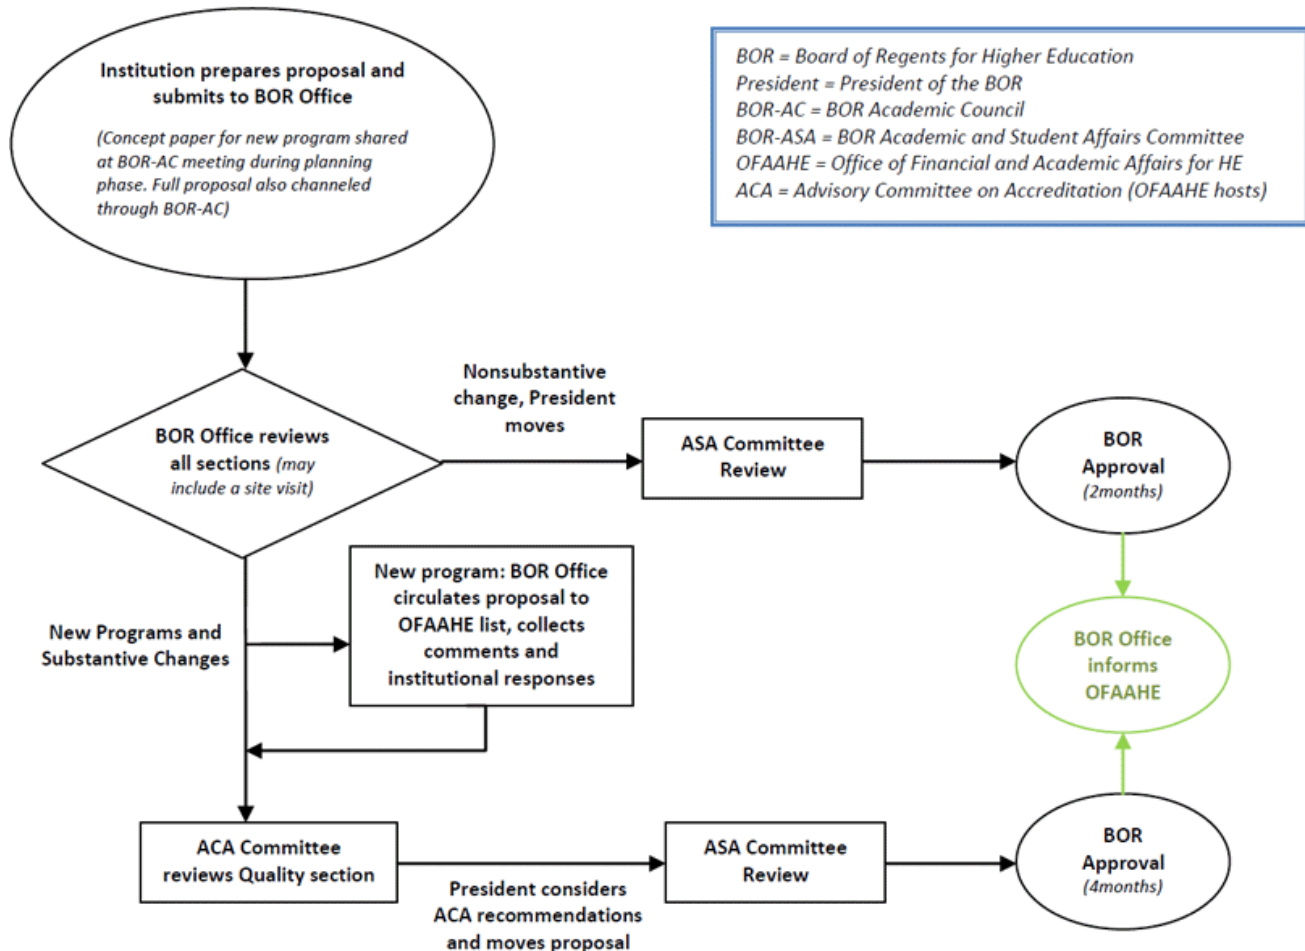 Institution prepares proposal and
submits to BOR Office
(Concept paper for new program shared
at BOR-AC meeting during planning
phase. Full proposal also channeled
through BOR-AC)
BOR = Board of Regents for Higher Education
President = President of the BOR
BOR-AC = BOR Academic Council
BOR-ASA = BOR Academic and Student Affairs Committee
OFAAHE = Office of Financial and Academic Affairs for HE
ACA = Advisory Committee on Accreditation (OFAAHE hosts)
BOR Office reviews
all sections (may
include a site visit)
Nonsubstantive
change, President
moves
ASA Committee
Review
BOR
Approval
(2months)
New Programs and
Substantive Changes
New program: BOR Office
circulates proposal to
OFAAHE list, collects
comments and
institutional responses
BOR Office
informs
OFAAHE
ACA Committee
reviews Quality section
President considers
ACA recommendations
and moves proposal
ASA Committee
Review
BOR
Approval
(4months)